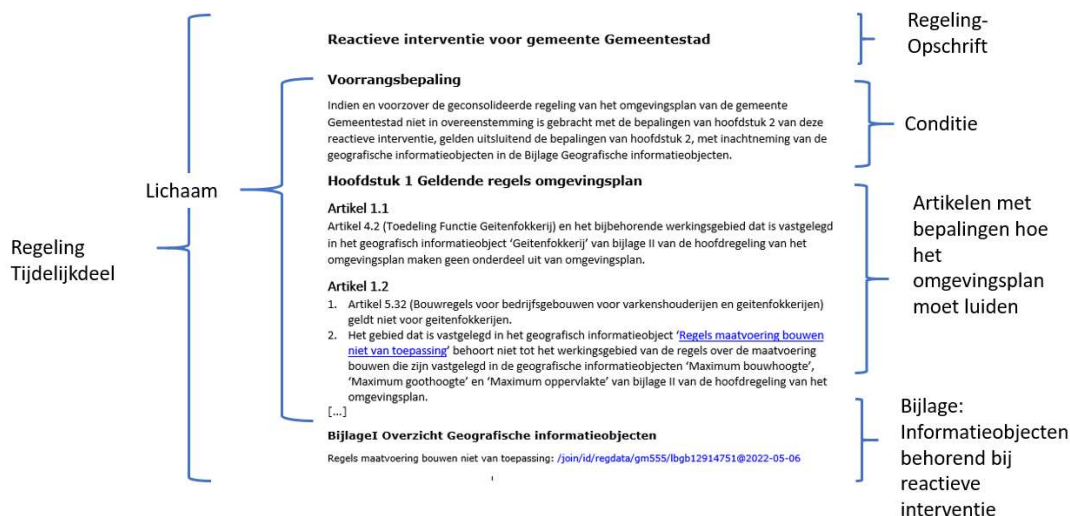 Regeling
Tijdelijkdeel
Lichaam
Reactieve interventie voor gemeente Gemeentestad
Voorrangsbepaling
Indien en voorzover de geconsolideerde regeling van het omgevingsplan van de gemeente
Gemeentestad niet in overeenstemming is gebracht met de bepalingen van hoofdstuk 2 van deze
reactieve interventie, gelden uitsluitend de bepalingen van hoofdstuk 2, met inachtneming van de
geografische informatieobjecten in de Bijlage Geografische informatieobjecten.
Hoofdstuk 1 Geldende regels omgevingsplan
Artikel 1.1
Artikel 4.2 (Toedeling Functie Geitenfokkerij) en het bijbehorende werkingsgebied dat is vastgelegd
in het geografisch informatieobject ‘Geitenfokkerij’ van bijlage II van de hoofdregeling van het
omgevingsplan maken geen onderdeel uit van omgevingsplan.
Artikel 1.2
1. Artikel 5.32 (Bouwregels voor bedrijfsgebouwen voor varkenshouderijen en geitenfokkerijen)
geldt niet voor geitenfokkerijen.
2. Het gebied dat is vastgelegd in het geografisch informatieobject ‘Regels maatvoering bouwen
niet van toepassing’ behoort niet tot het werkingsgebied van de regels over de maatvoering
bouwen die zijn vastgelegd in de geografische informatieobjecten ‘Maximum bouwhoogte’,
‘Maximum goothoogte’ en ‘Maximum oppervlakte’ van bijlage II van de hoofdregeling van het
omgevingsplan.
[...]
BijlageI Overzicht Geografische informatieobjecten
Regels maatvoering bouwen niet van toepassing: /join/id/regdata/gm555/lbgb12914751@2022-05-06
Regeling-
Opschrift
Conditie
Artikelen met
bepalingen hoe
het
omgevingsplan
moet luiden
Bijlage:
Informatieobjecten
behorend bij
reactieve
interventie